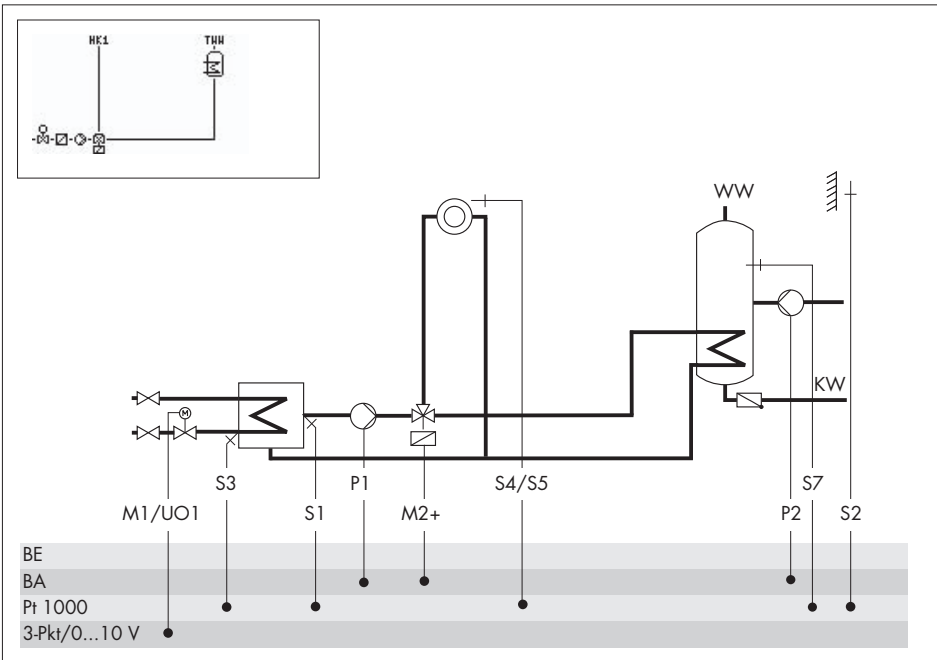 HK1 TWW
WW
M
KW
S3 P1 S4/S5 S7
M1/UO1 S1 M2+ P2 S2
BE
BA
Pt 1000
3-Pkt/0...10 V